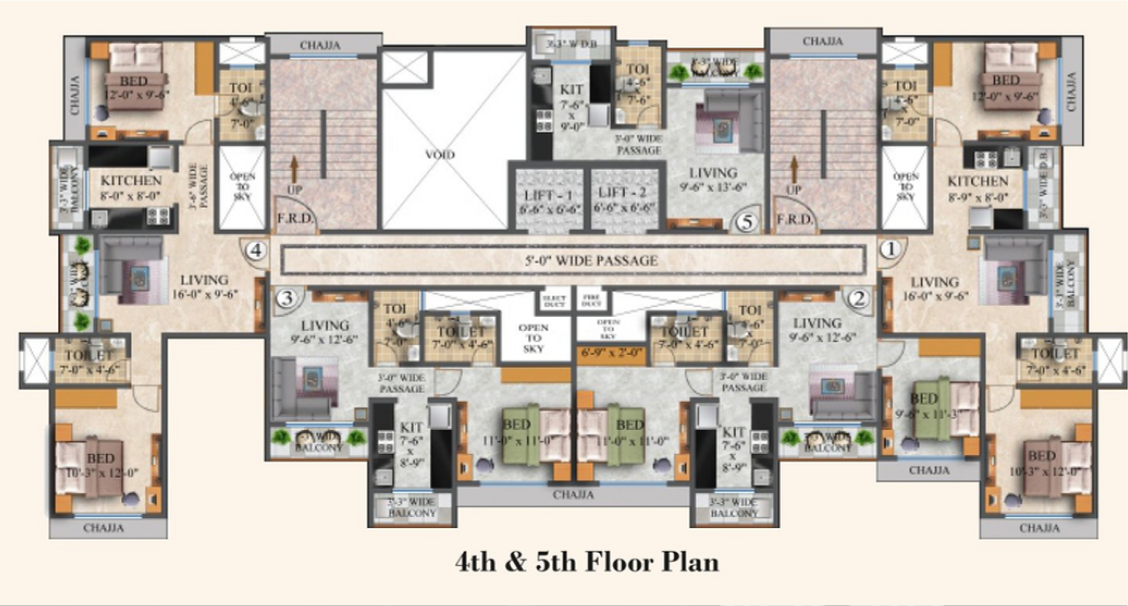 CHAJJA
CHAJJA
CHAJJA
BED
12'-0" x 9'-6"
TOI
4'-6"
x
7'-0"
KITCHEN
8'-0" x 8'-0"
3'-3" WIDE
BALCONY
3'-6" WIDE
PASSAGE
OPEN
TO
SKY
UP
F.R.D.
VOID
3'-3" W D.B
KIT
7'-6"
x
9'-0"
TOI
4'-6"
x
7'-6"
3'-3" WIDE
BALCONY
3'-0" WIDE
PASSAGE
LIVING
9'-6" x 13'-6"
LIFT - 1
6'-6" x 6'-6"
LIFT - 2
6'-6" x 6'-6"
5
UP
F.R.D.
TOI
4'-6"
x
7'-0"
BED
12'-0" x 9'-6"
CHAJJA
OPEN
TO
SKY
KITCHEN
8'-9" x 8'-0"
3'-3" WIDE D.B.
4
LIVING
16'-0" x 9'-6"
3'-3" WIDE
5'-0" WIDE PASSAGE
1
LIVING
16'-0" x 9'-6"
3'-3" WIDE
BALCONY
3
LIVING
9'-6" x 12'-6"
TOI
4'-6"
x
7'-0"
TOILET
7'-0" x 4'-6"
OPEN
TO
SKY
ELECT
DUCT
FIRE
DUCT
OPEN
TO SKY
6'-9" x 2'-0"
TOILET
7'-0" x 4'-6"
TOI
4'-6"
x
7'-0"
2
LIVING
9'-6" x 12'-6"
TOILET
7'-0" x 4'-6"
TOILET
7'-0" x 4'-6"
3'-0" WIDE
PASSAGE
3'-0" WIDE
PASSAGE
BED
10'-3" x 12'-0"
CHAJJA
3'-3" WIDE
BALCONY
KIT
7'-6"
x
8'-9"
3'-3" WIDE
BALCONY
BED
11'-0" x 11'-0"
BED
11'-0" x 11'-0"
CHAJJA
KIT
7'-6"
x
8'-9"
3'-3" WIDE
BALCONY
3'-3" WIDE
BALCONY
BED
9'-6" x 11'-3"
CHAJJA
BED
10'-3" x 12'-0"
CHAJJA
4th & 5th Floor Plan